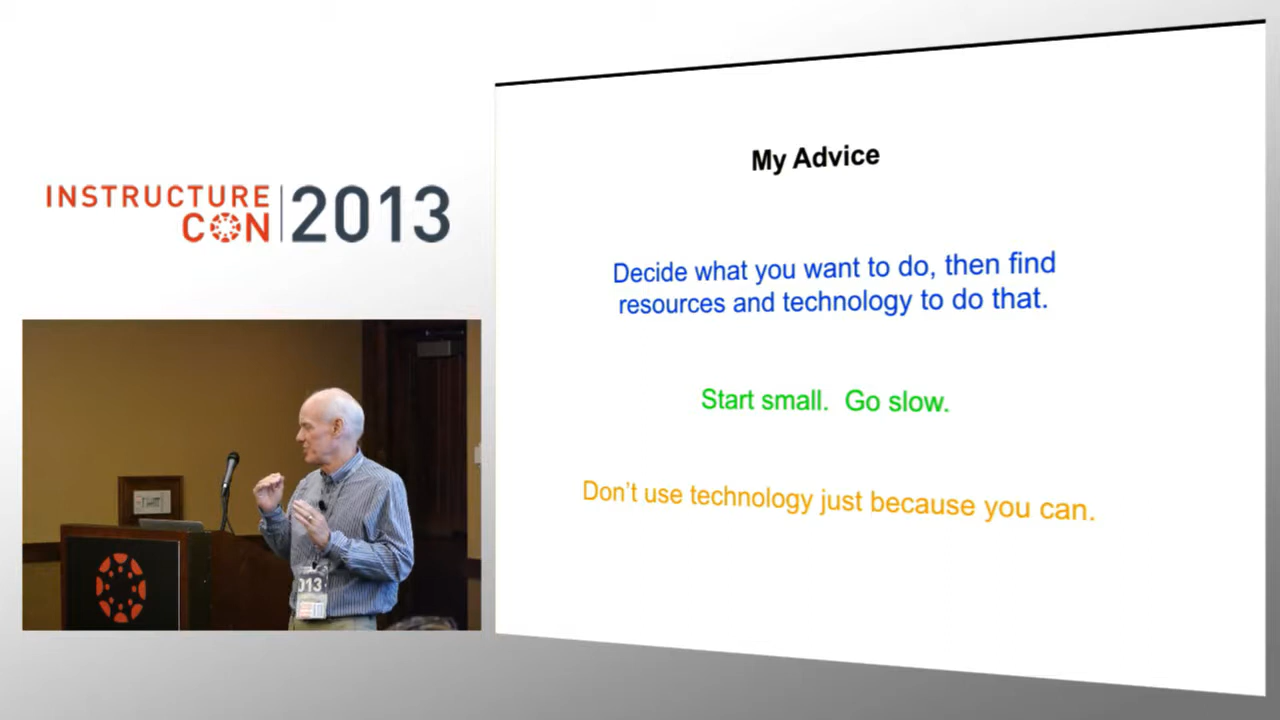 INSTRUCTURE
CON 2013
My Advice
Decide what you want to do, then find
resources and technology to do that.
Start small.  Go slow.
Don't use technology just because you can.
013